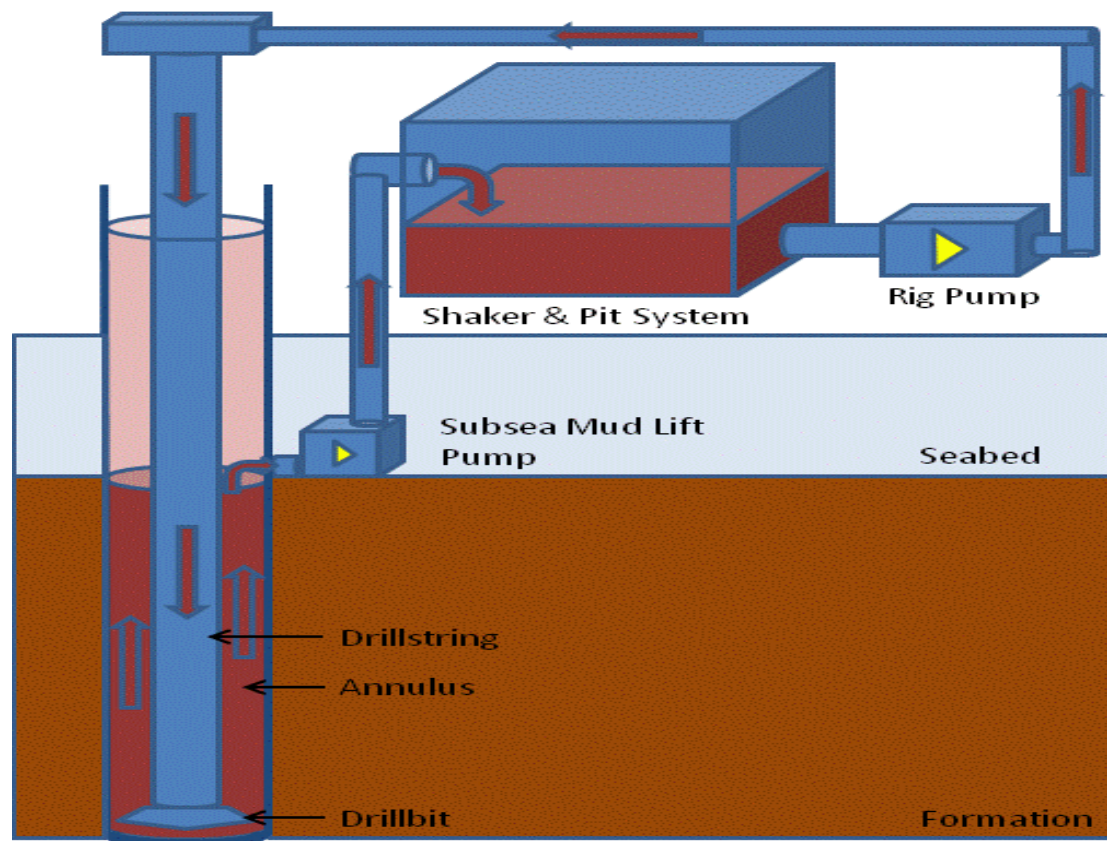 Rig Pump
Shaker & Pit System
Subsea Mud Lift
Pump
Seabed
Drillstring
Annulus
Drillbit
Formation